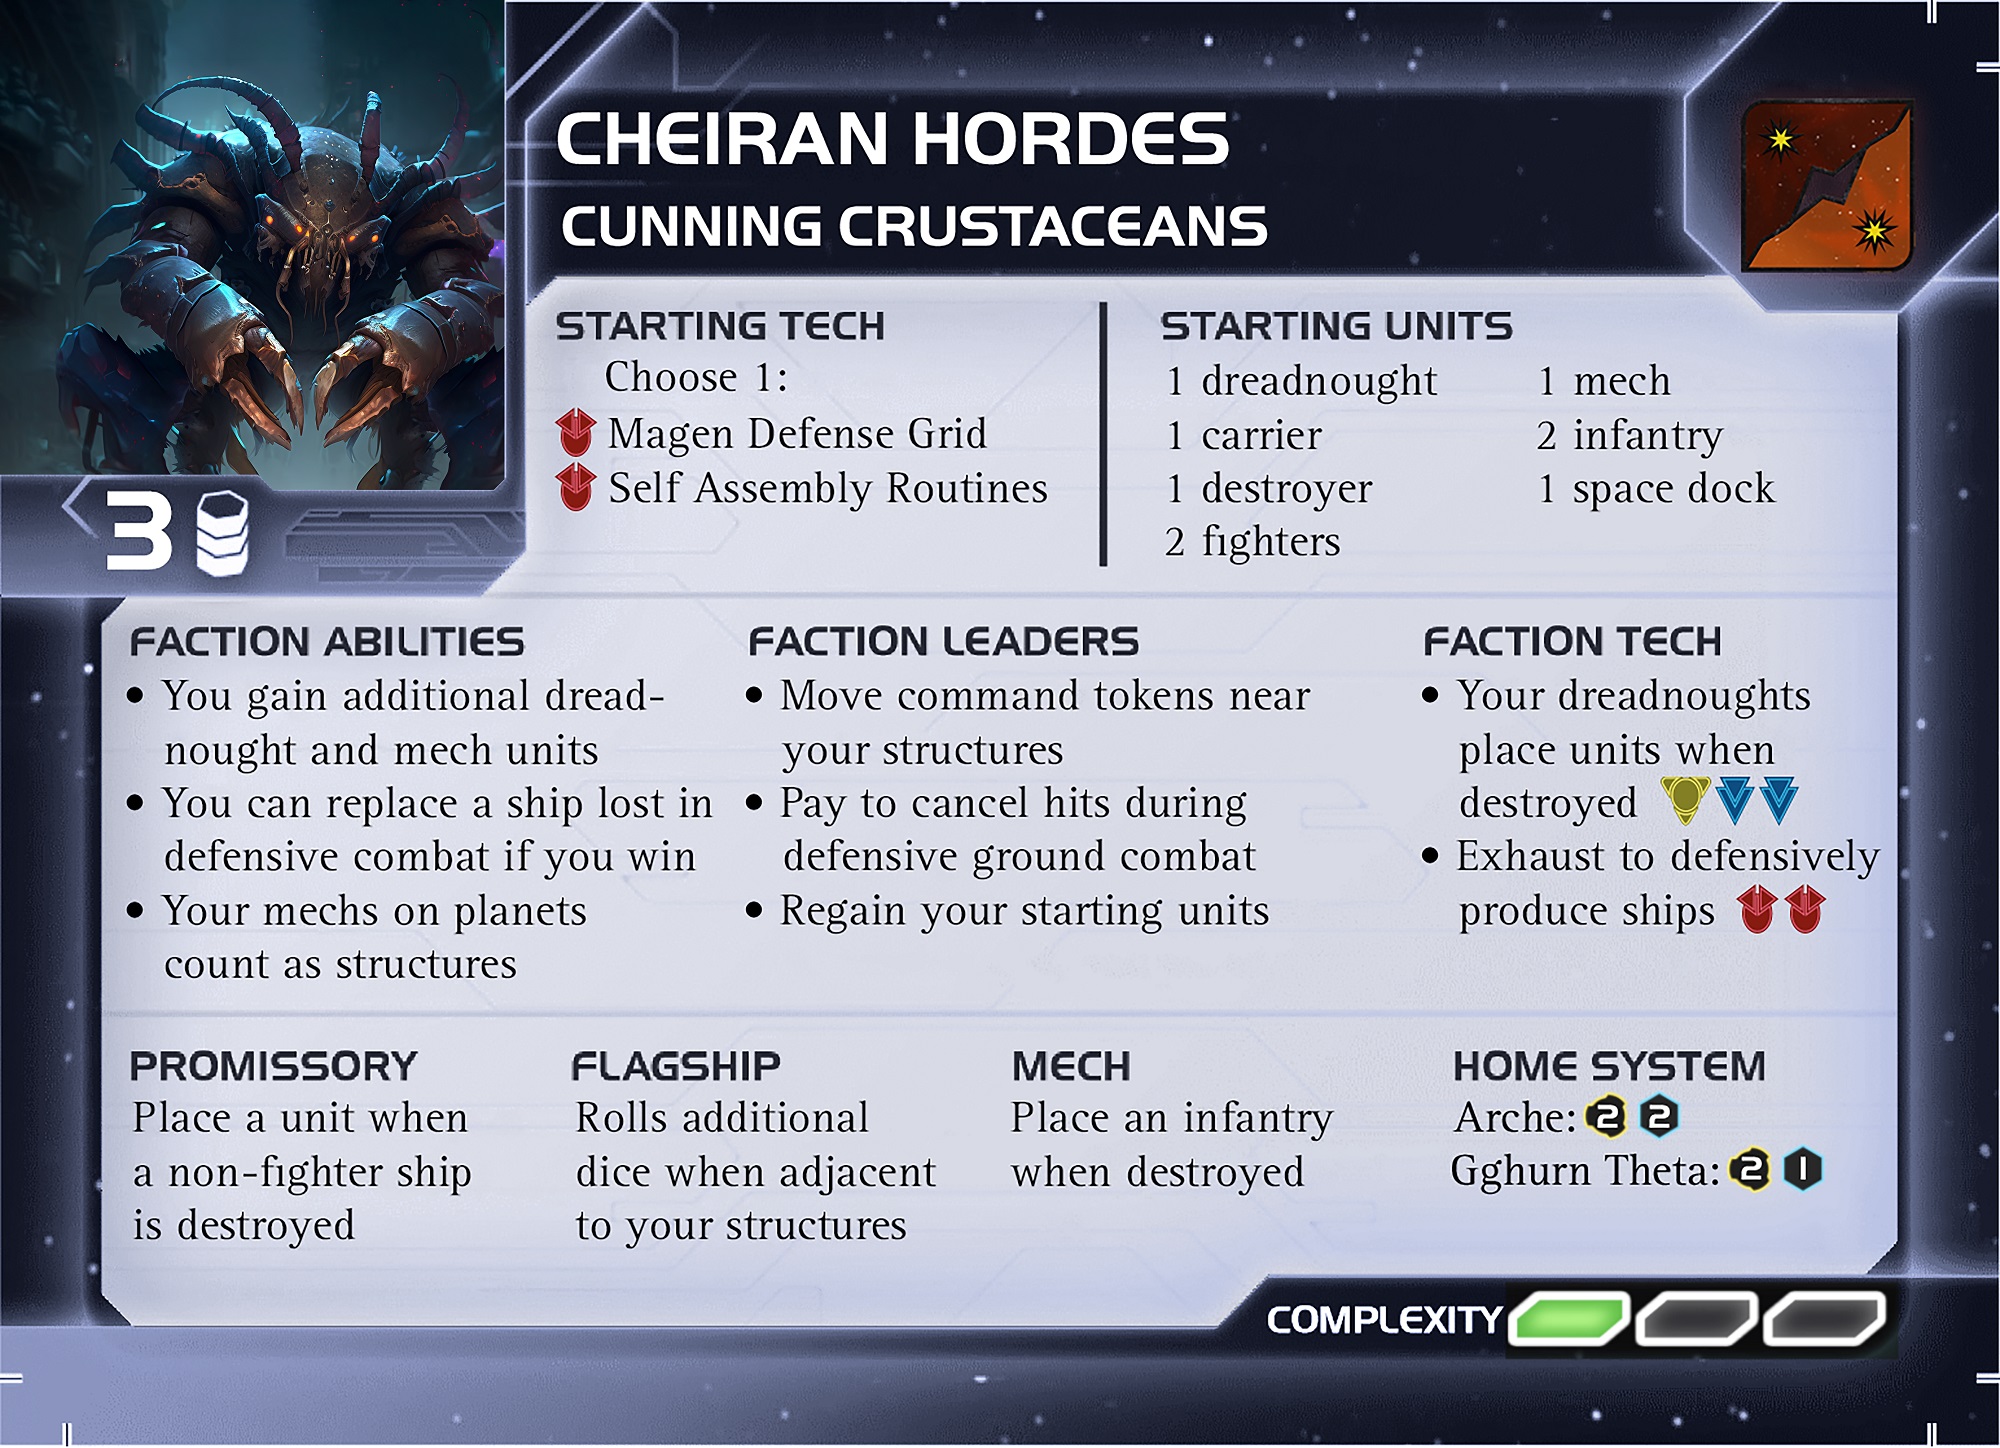 CHEIRAN HORDES
CUNNING CRUSTACEANS
3
STARTING TECH
Choose 1:
Magen Defense Grid
Self Assembly Routines
STARTING UNITS
1 dreadnought
1 carrier
1 destroyer
2 fighters
1 mech
2 infantry
1 space dock
FACTION ABILITIES
• You gain additional dread-
nought and mech units
• You can replace a ship lost in
defensive combat if you win
• Your mechs on planets
count as structures
FACTION LEADERS
• Move command tokens near
your structures
• Pay to cancel hits during
defensive ground combat
• Regain your starting units
FACTION TECH
• Your dreadnoughts
place units when
destroyed
• Exhaust to defensively
produce ships
PROMISSORY
Place a unit when
a non-fighter ship
is destroyed
FLAGSHIP
Rolls additional
dice when adjacent
to your structures
MECH
Place an infantry
when destroyed
HOME SYSTEM
Arche: 2 2
Gghurn Theta: 2 1
COMPLEXITY